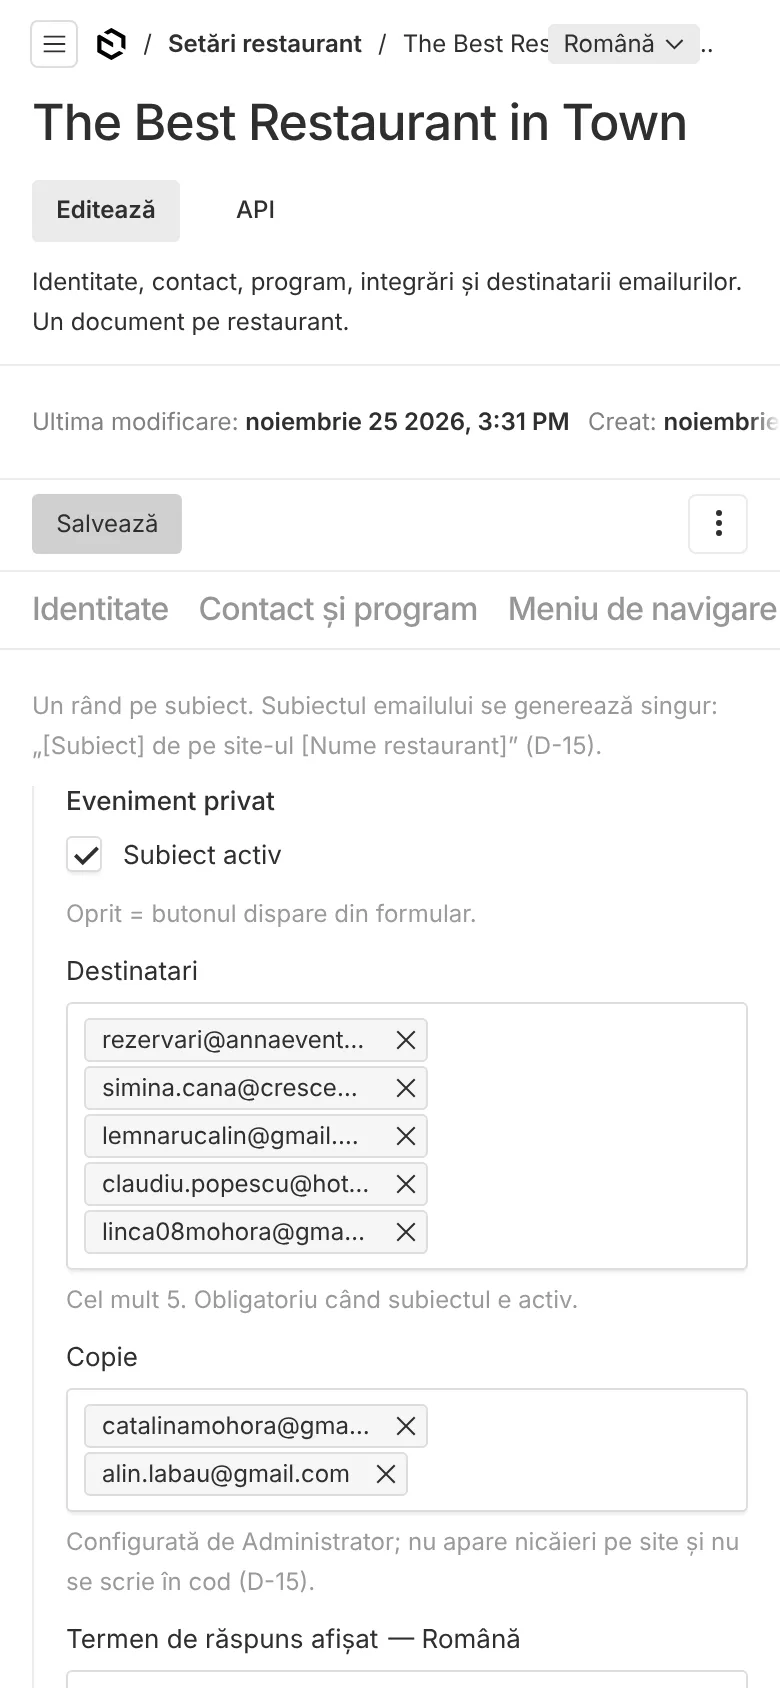 / Setări restaurant / The Best Res Română ..
The Best Restaurant in Town
Editează API
Identitate, contact, program, integrări și destinatarii emailurilor.
Un document pe restaurant.
Ultima modificare: noiembrie 25 2026, 3:31 PM Creat: noiembrie
Salvează
Identitate Contact și program Meniu de navigare
Un rând pe subiect. Subiectul emailului se generează singur:
„[Subiect] de pe site-ul [Nume restaurant]” (D-15).
Eveniment privat
Subiect activ
Oprit = butonul dispare din formular.
Destinatari
rezervari@annaevent...
simina.cana@cresce...
lemnarucalin@gmail....
claudiu.popescu@hot...
linca08mohora@gma...
Cel mult 5. Obligatoriu când subiectul e activ.
Copie
catalinamohora@gma...
alin.labau@gmail.com
Configurată de Administrator; nu apare nicăieri pe site și nu
se scrie în cod (D-15).
Termen de răspuns afișat — Română